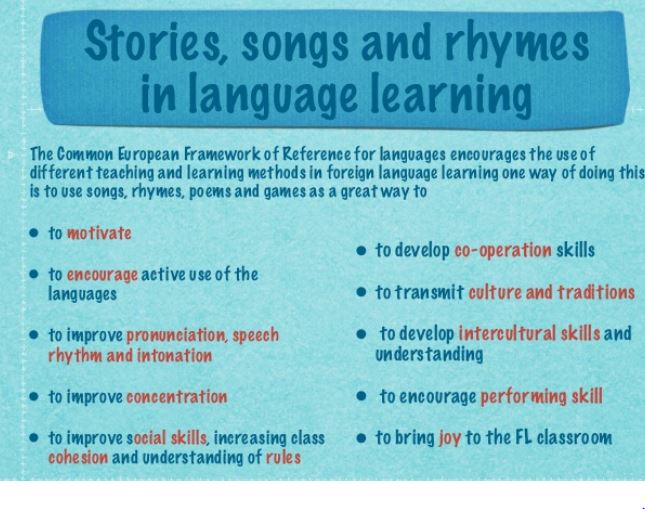 Stories, songs and rhymes
in language learning
The Common European Framework of Reference for languages encourages the use of
different teaching and learning methods in foreign language learning one way of doing this
is to use songs, rhymes, poems and games as a great way to
• to motivate
• to encourage active use of the
languages
• to improve pronunciation, speech
rhythm and intonation
• to improve concentration
• to improve social skills, increasing class
cohesion and understanding of rules
• to develop co-operation skills
• to transmit culture and traditions
• to develop intercultural skills and
understanding
• to encourage performing skill
• to bring joy to the FL classroom